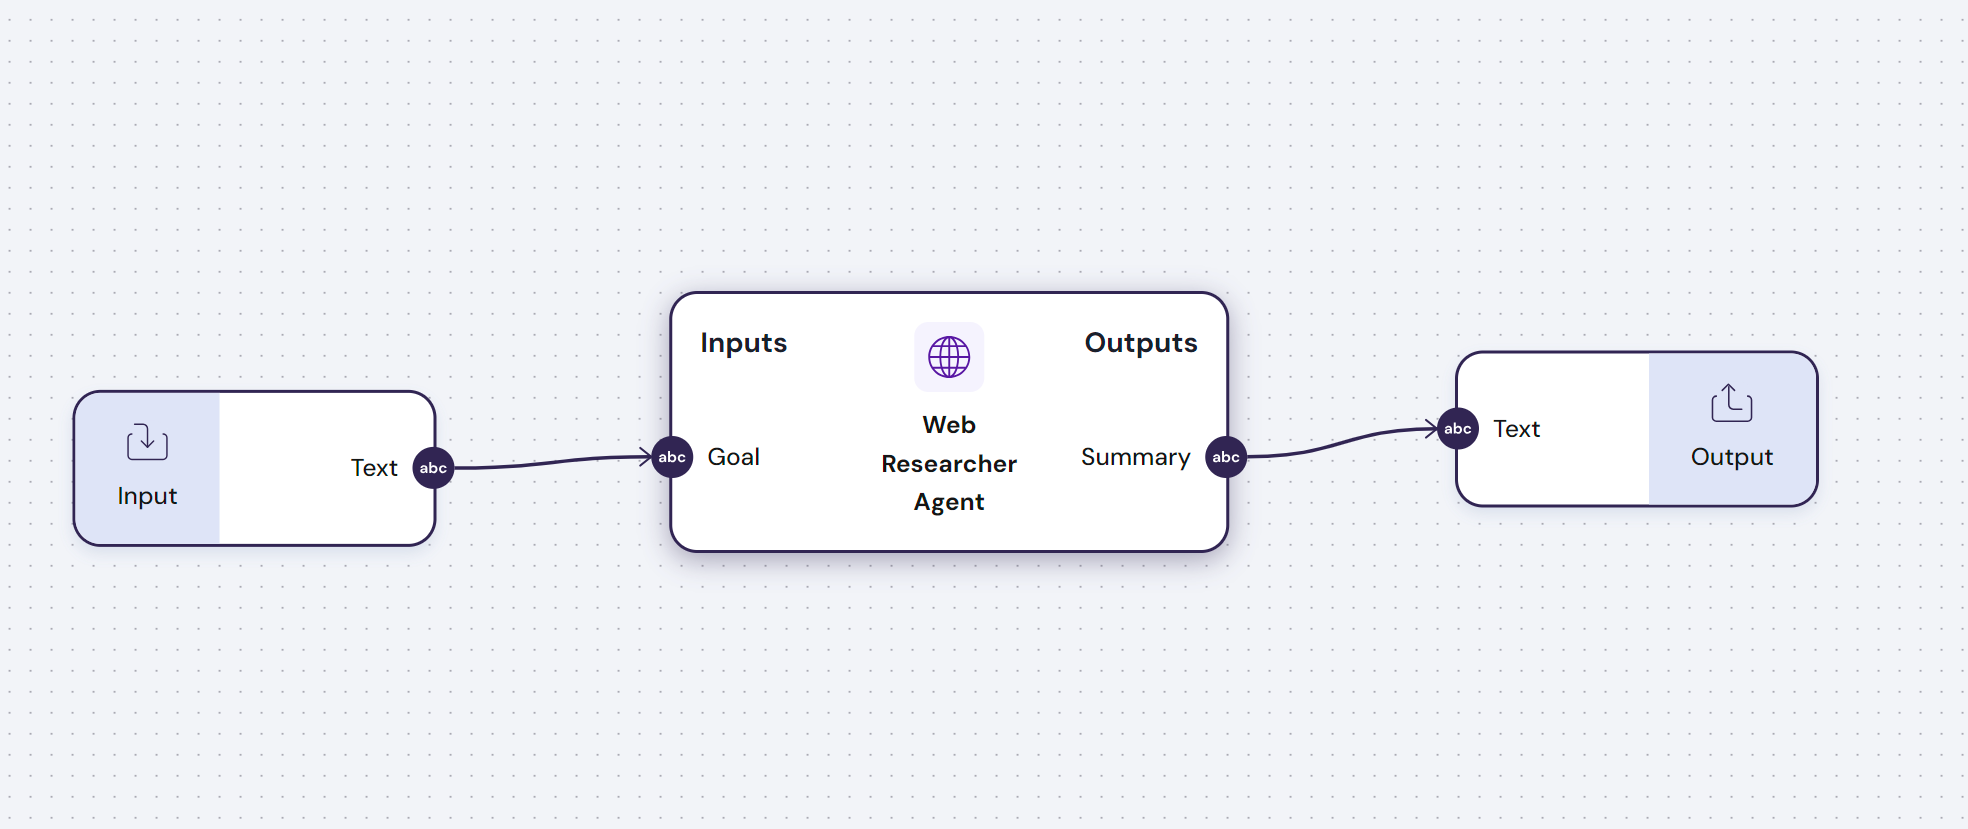 Input
Text
abc
Inputs
Outputs
abc
Goal
Web
Researcher
Agent
Summary
abc
abc
Text
Output